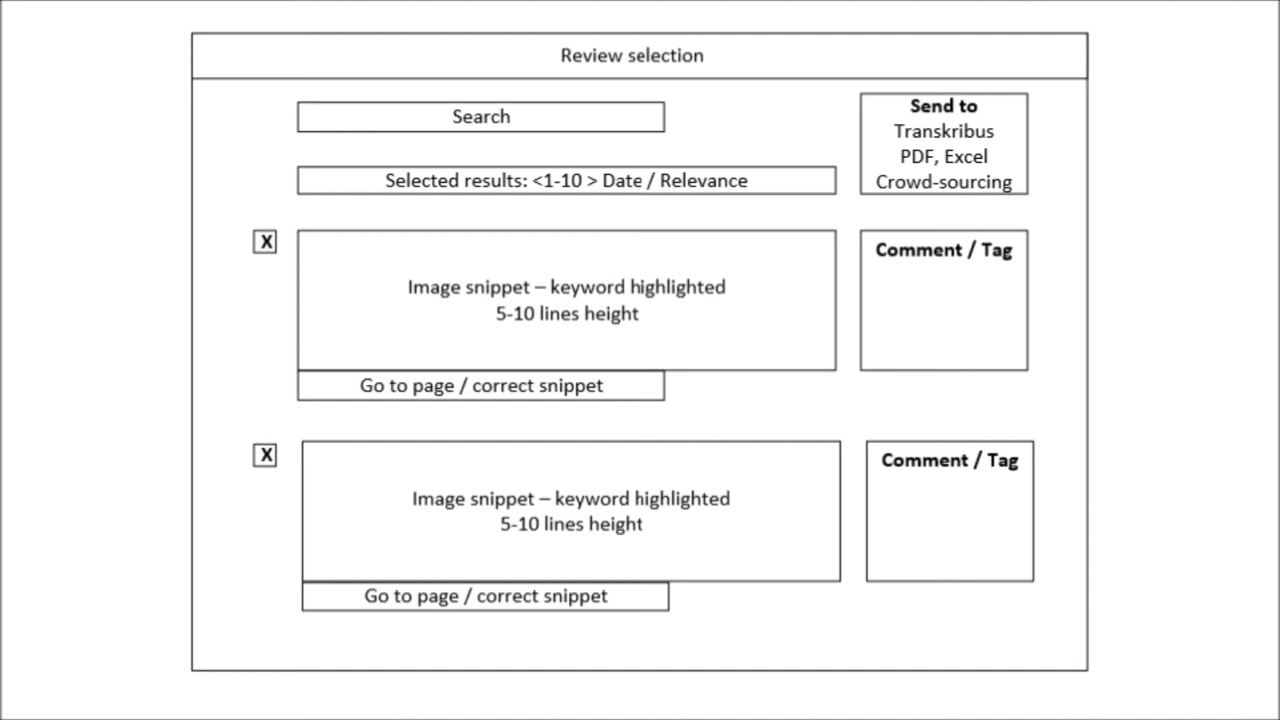 Review selection
Search
Send to
Transkribus
PDF, Excel
Crowd-sourcing
Selected results: <1-10 > Date / Relevance
X
Image snippet – keyword highlighted
5-10 lines height
Comment / Tag
Go to page / correct snippet
X
Image snippet – keyword highlighted
5-10 lines height
Comment / Tag
Go to page / correct snippet